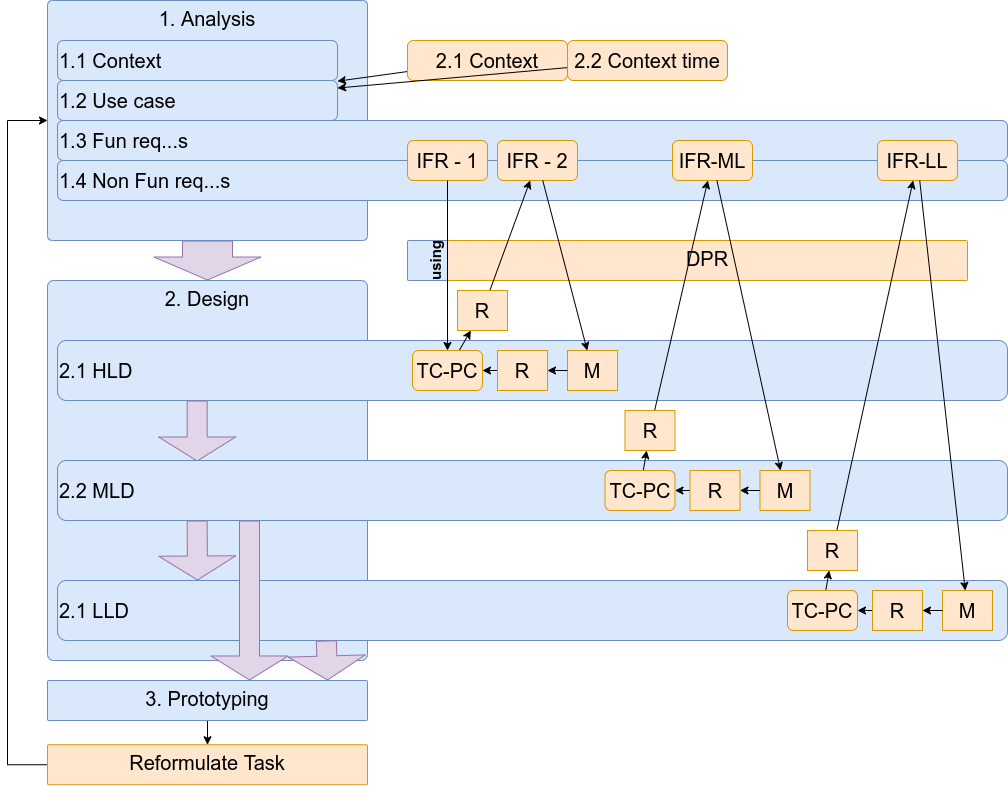 1. Analysis
1.1 Context
2.1 Context
2.2 Context time
1.2 Use case
1.3 Fun req...s
IFR - 1
IFR - 2
IFR-ML
IFR-LL
1.4 Non Fun req...s
using
DPR
2. Design
R
2.1 HLD
TC-PC
R
M
R
2.2 MLD
TC-PC
R
M
R
2.1 LLD
TC-PC
R
M
3. Prototyping
Reformulate Task